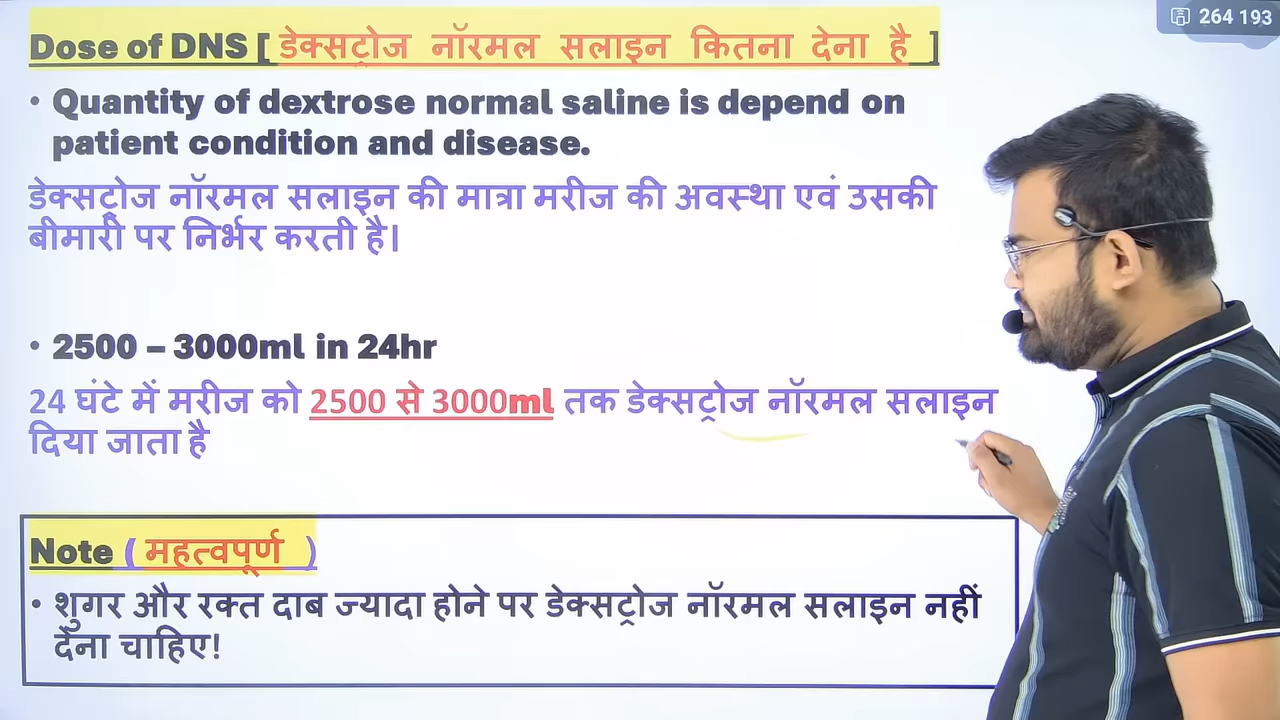 264 193
Dose of DNS [ डेक्सट्रोज नॉरमल सलाइन कितना देना है ]
• Quantity of dextrose normal saline is depend on
patient condition and disease.
डेक्सट्रोज नॉरमल सलाइन की मात्रा मरीज की अवस्था एवं उसकी
बीमारी पर निर्भर करती है।
• 2500 – 3000ml in 24hr
24 घंटे में मरीज को 2500 से 3000ml तक डेक्सट्रोज नॉरमल सलाइन
दिया जाता है
Note ( महत्वपूर्ण )
• शुगर और रक्त दाब ज्यादा होने पर डेक्सट्रोज नॉरमल सलाइन नहीं
देना चाहिए!